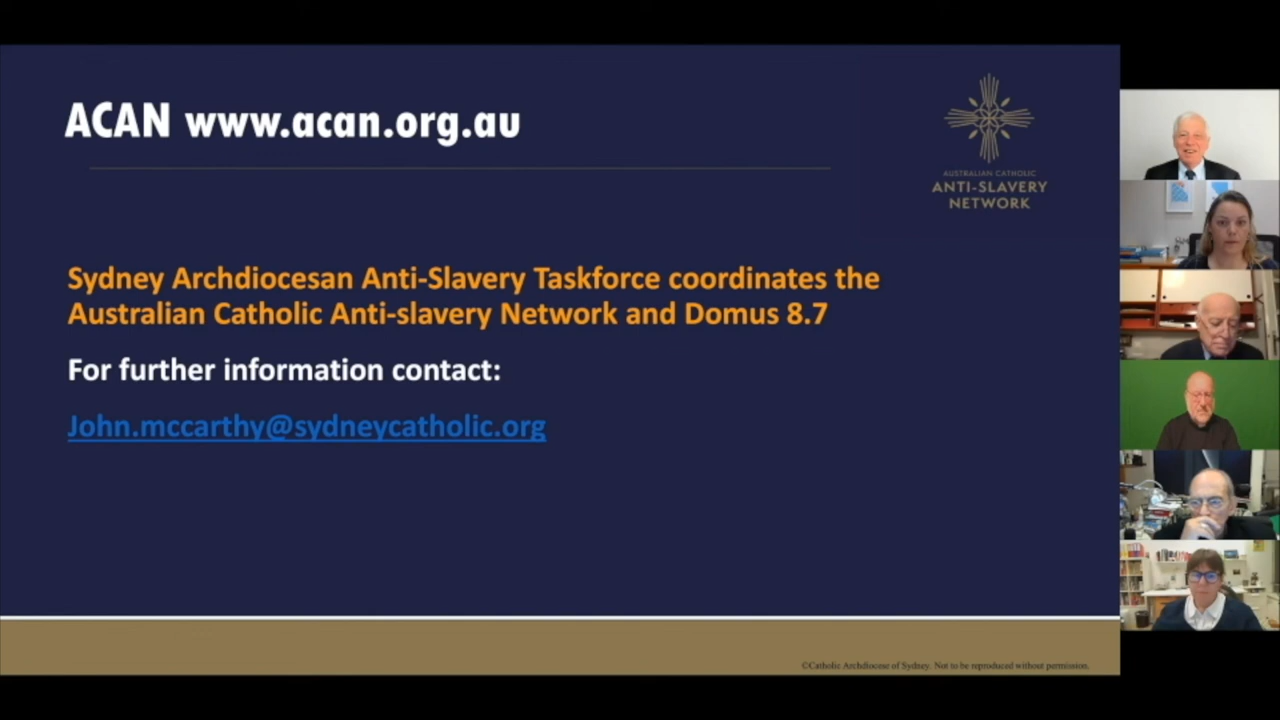 ACAN www.acan.org.au
AUSTRALIAN CATHOLIC
ANTI-SLAVERY
NETWORK
Sydney Archdiocesan Anti-Slavery Taskforce coordinates the
Australian Catholic Anti-slavery Network and Domus 8.7
For further information contact:
John.mccarthy@sydneycatholic.org
©Catholic Archdiocese of Sydney. Not to be reproduced without permission.